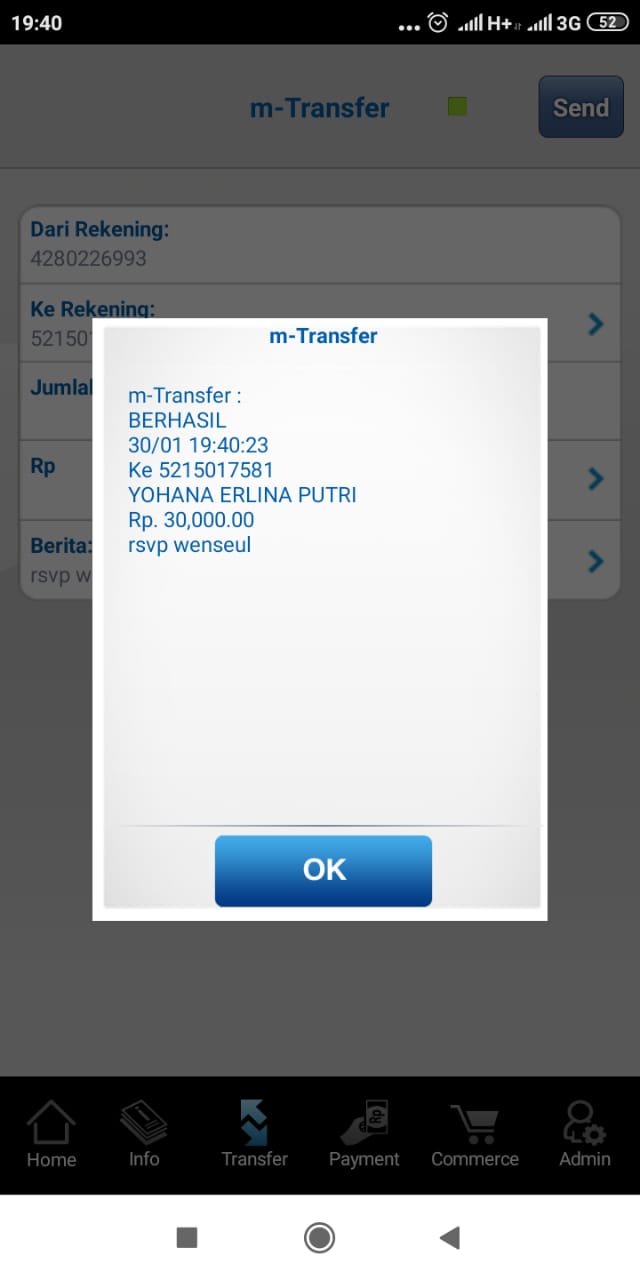 19:40
... H+ 3G 52
m-Transfer
Send
Dari Rekening:
4280226993
Ke Rekening:
52150
m-Transfer
Jumlah
m-Transfer :
BERHASIL
30/01 19:40:23
Rp
Ke 5215017581
YOHANA ERLINA PUTRI
Rp. 30,000.00
Berita:
rsvp wenseul
rsvp w
OK
Home
Info
Transfer
Payment
Commerce
Admin